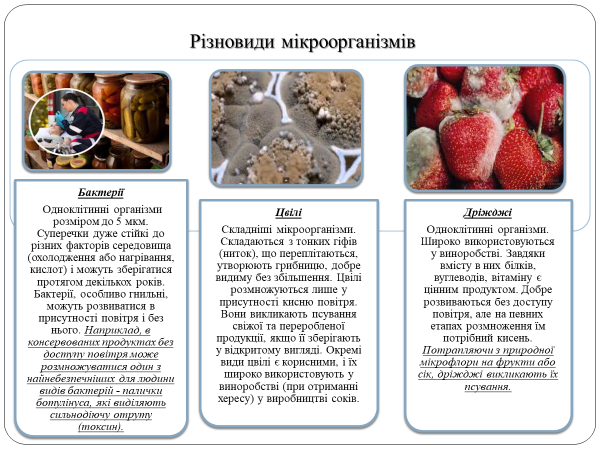 Різновиди мікроорганізмів
Бактерії
Одноклітинні організми
розміром до 5 мкм.
Суперечки дуже стійкі до
різних факторів середовища
(охолодження або нагрівання,
кислот) і можуть зберігатися
протягом декількох років.
Бактерії, особливо гнильні,
можуть розвиватися в
присутності повітря і без
нього. Наприклад, в
консервованих продуктах без
доступу повітря може
розмножуватися один з
найнебезпечніших для людини
видів бактерій - палички
ботулінуса, які виділяють
сильнодіючу отруту
(токсин).
Цвілі
Складніші мікроорганізми.
Складаються з тонких гіфів
(ниток), що переплітаються,
утворюють грибницю, добре
видиму без збільшення. Цвілі
розмножуються лише у
присутності кисню повітря.
Вони викликають псування
свіжої та переробленої
продукції, якщо її зберігають
у відкритому вигляді. Окремі
види цвілі є корисними, і їх
широко використовують у
виноробстві (при отриманні
хересу) у виробництві соків.
Дріжджі
Одноклітинні організми.
Широко використовуються
у виноробстві. Завдяки
вмісту в них білків,
вуглеводів, вітаміну є
цінним продуктом. Добре
розвиваються без доступу
повітря, але на певних
етапах розмноження їм
потрібний кисень.
Потрапляючи з природної
мікрофлори на фрукти або
сік, дріжджі викликають їх
псування.